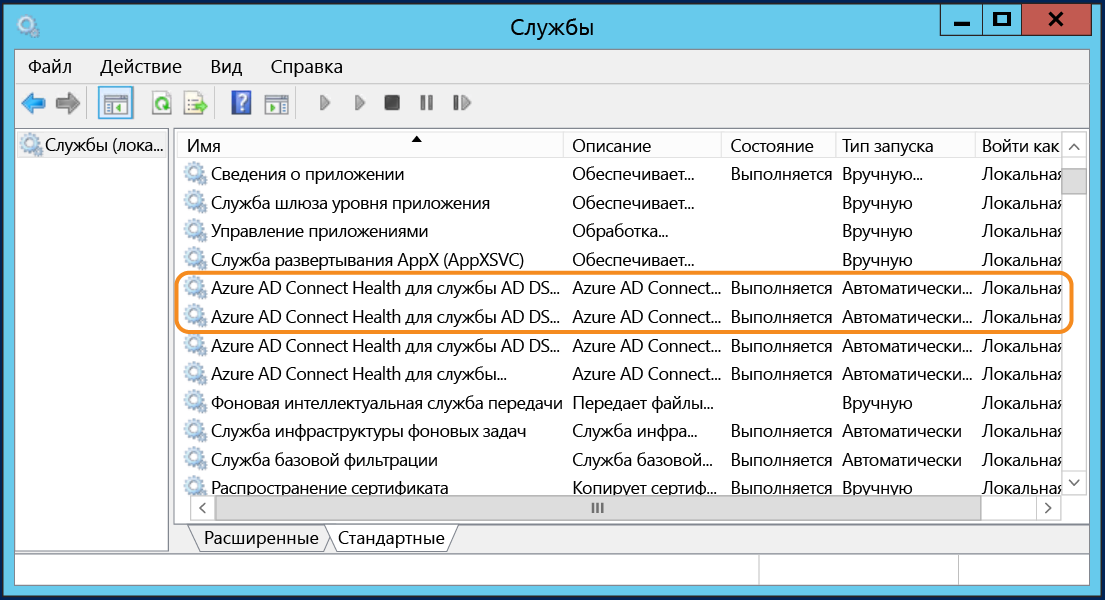 Службы
Файл Действие Вид Справка
Службы (лока...
Имя Описание Состояние Тип запуска Войти как
Сведения о приложении Обеспечивает... Выполняется Вручную... Локальная
Служба шлюза уровня приложения Обеспечивает... Вручную Локальная
Управление приложениями Обработка... Вручную Локальная
Служба развертывания AppX (AppXSVC) Обеспечивает... Вручную Локальная
Azure AD Connect Health для службы AD DS... Azure AD Connect... Выполняется Автоматически... Локальная
Azure AD Connect Health для службы AD DS... Azure AD Connect... Выполняется Автоматически... Локальная
Azure AD Connect Health для службы AD DS... Azure AD Connect... Выполняется Автоматически... Локальная
Azure AD Connect Health для службы... Azure AD Connect... Выполняется Автоматически... Локальная
Фоновая интеллектуальная служба передачи Передает файлы... Вручную Локальная
Служба инфраструктуры фоновых задач Служба инфра... Выполняется Автоматически Локальная
Служба базовой фильтрации Служба базовой... Выполняется Автоматически Локальная
Распространение сертификата Копирует сертиф... Выполняется Вручную Локальная
Расширенные Стандартные